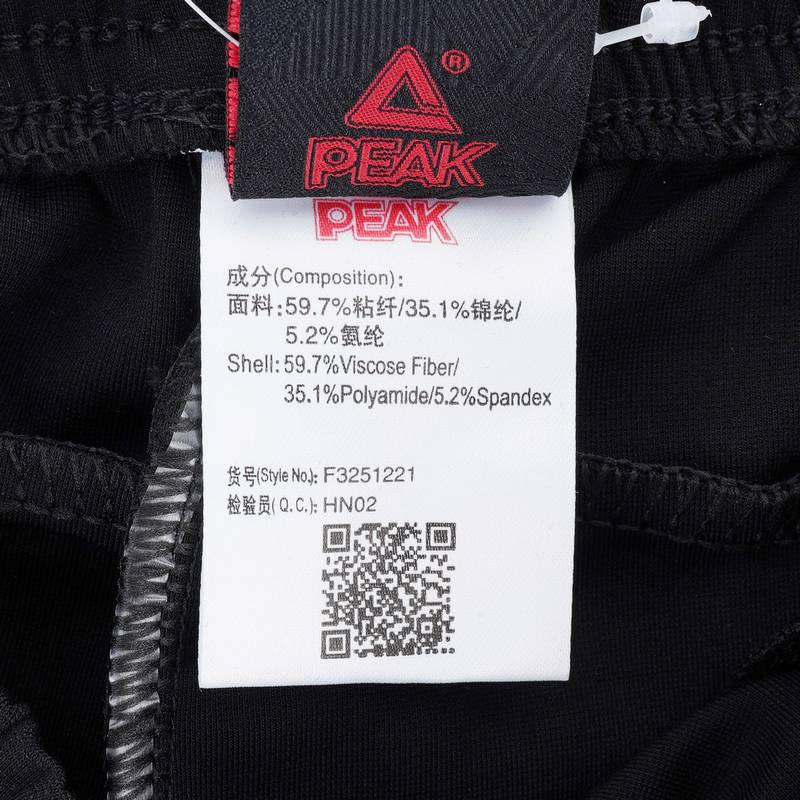 ®
PEAK
PEAK
成分(Composition):
面料:59.7%粘纤/35.1%锦纶/
5.2%氨纶
Shell:59.7%Viscose Fiber/
35.1%Polyamide/5.2%Spandex
货号(Style No.): F3251221
检验员(Q.C.): HN02